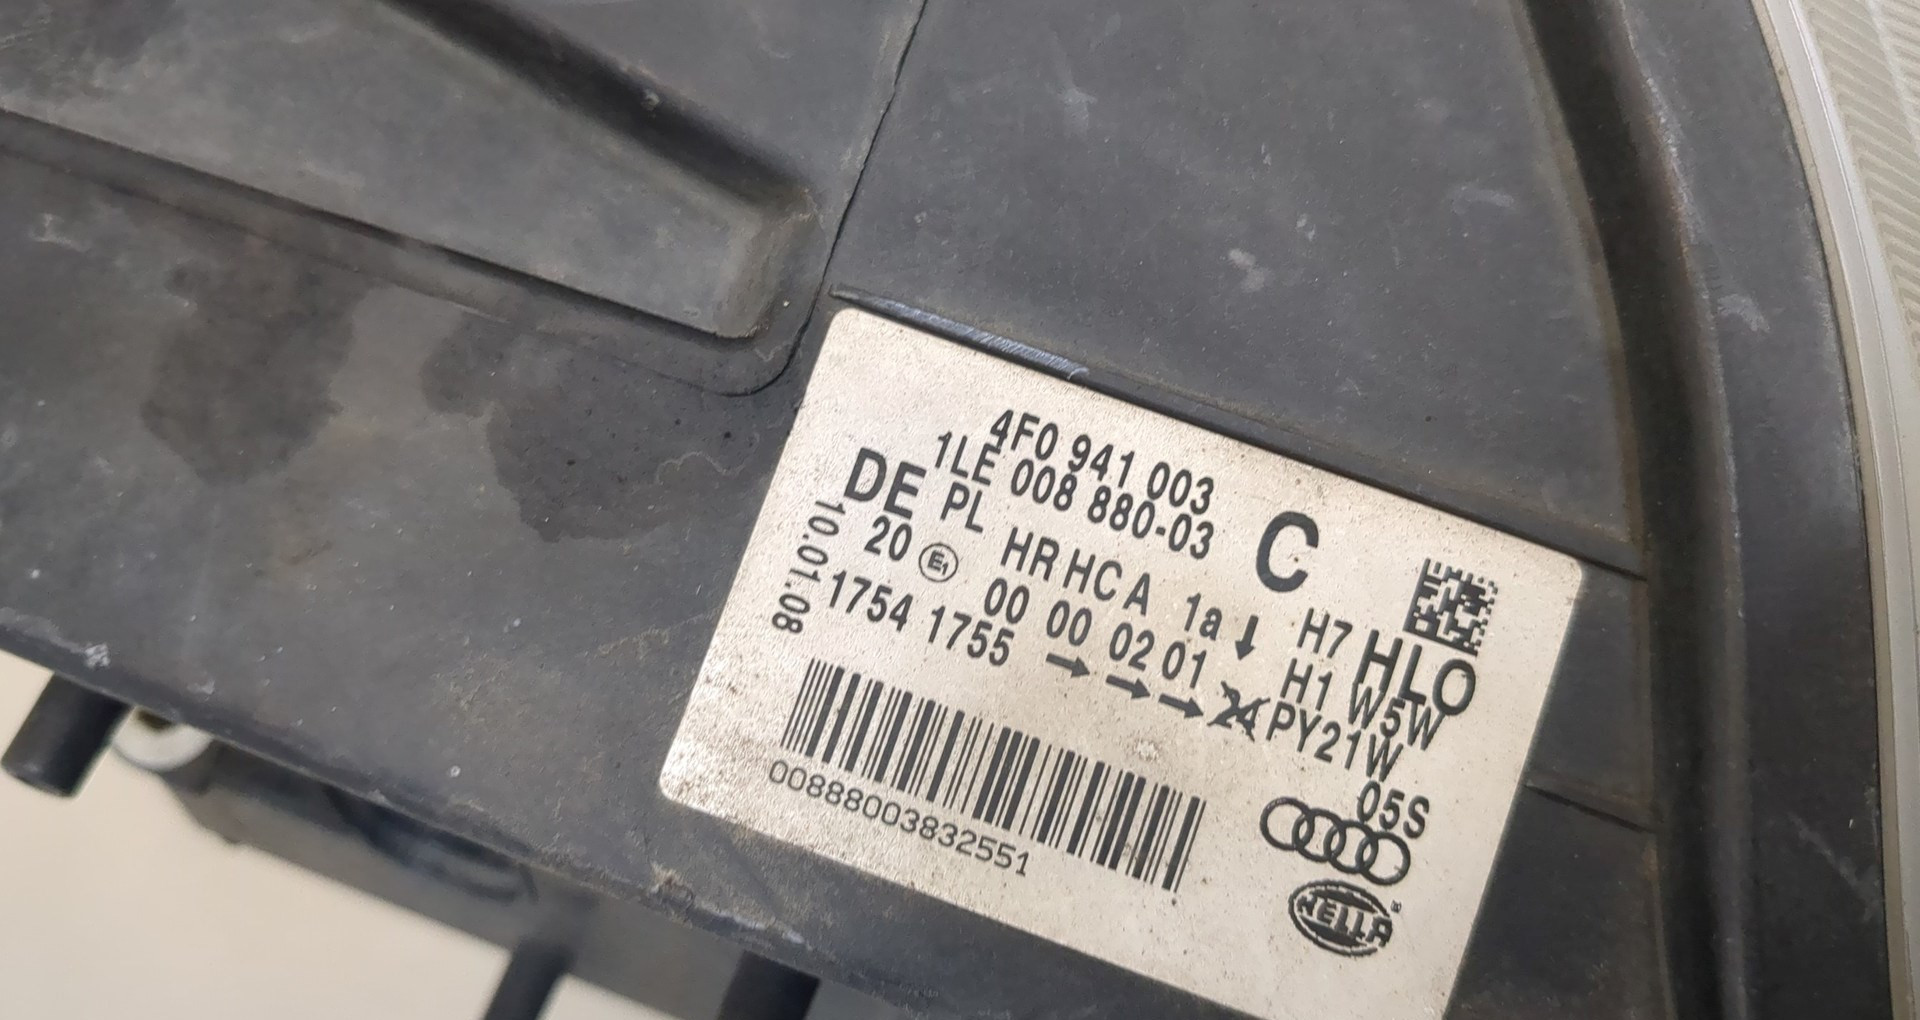 4F0 941 003
1LE 008 880-03 C
DE PL HR HC A 1a ↓ H7 HLO
20 E1 00 00 02 01 H1 W5W
1754 1755 → → → 24 PY21W
10.01.08
05S
00888003832551
HELLA